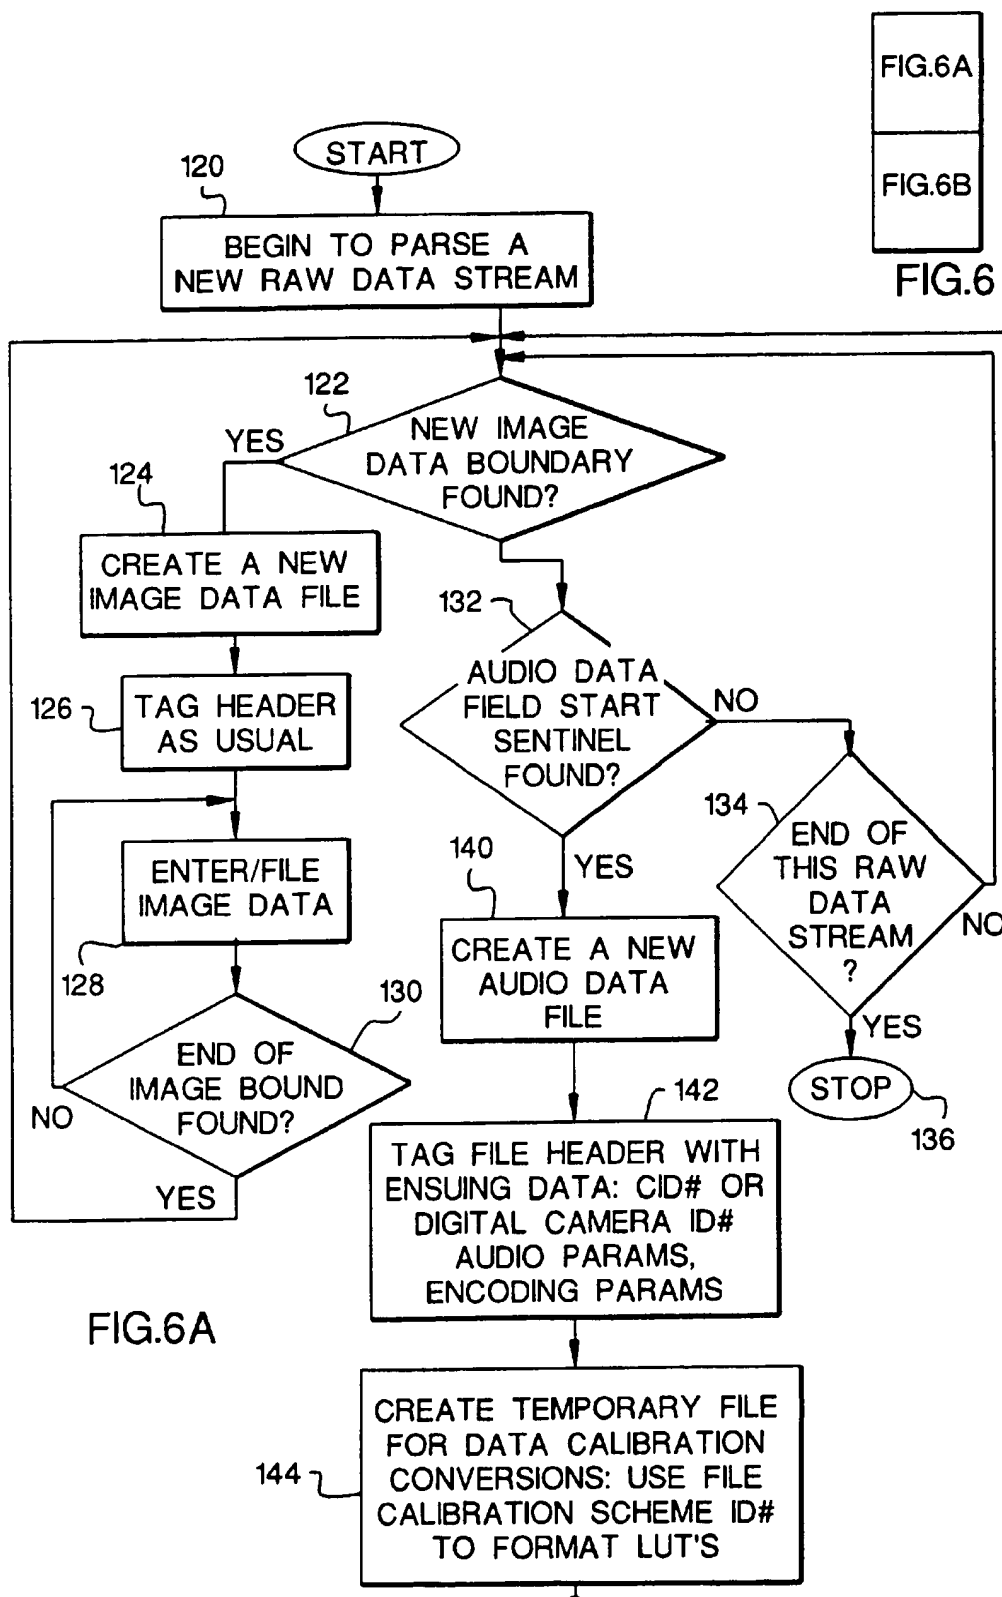 FIG.6A
FIG.6B
FIG.6
START
120
BEGIN TO PARSE A
NEW RAW DATA STREAM
122
NEW IMAGE
DATA BOUNDARY
FOUND?
YES
124
CREATE A NEW
IMAGE DATA FILE
126
TAG HEADER
AS USUAL
ENTER/FILE
IMAGE DATA
128
130
END OF
IMAGE BOUND
FOUND?
NO
YES
132
AUDIO DATA
FIELD START
SENTINEL
FOUND?
NO
YES
134
END OF
THIS RAW
DATA
STREAM
?
NO
YES
STOP
136
140
CREATE A NEW
AUDIO DATA
FILE
142
TAG FILE HEADER WITH
ENSUING DATA: CID# OR
DIGITAL CAMERA ID#
AUDIO PARAMS,
ENCODING PARAMS
FIG.6A
144
CREATE TEMPORARY FILE
FOR DATA CALIBRATION
CONVERSIONS: USE FILE
CALIBRATION SCHEME ID#
TO FORMAT LUT'S